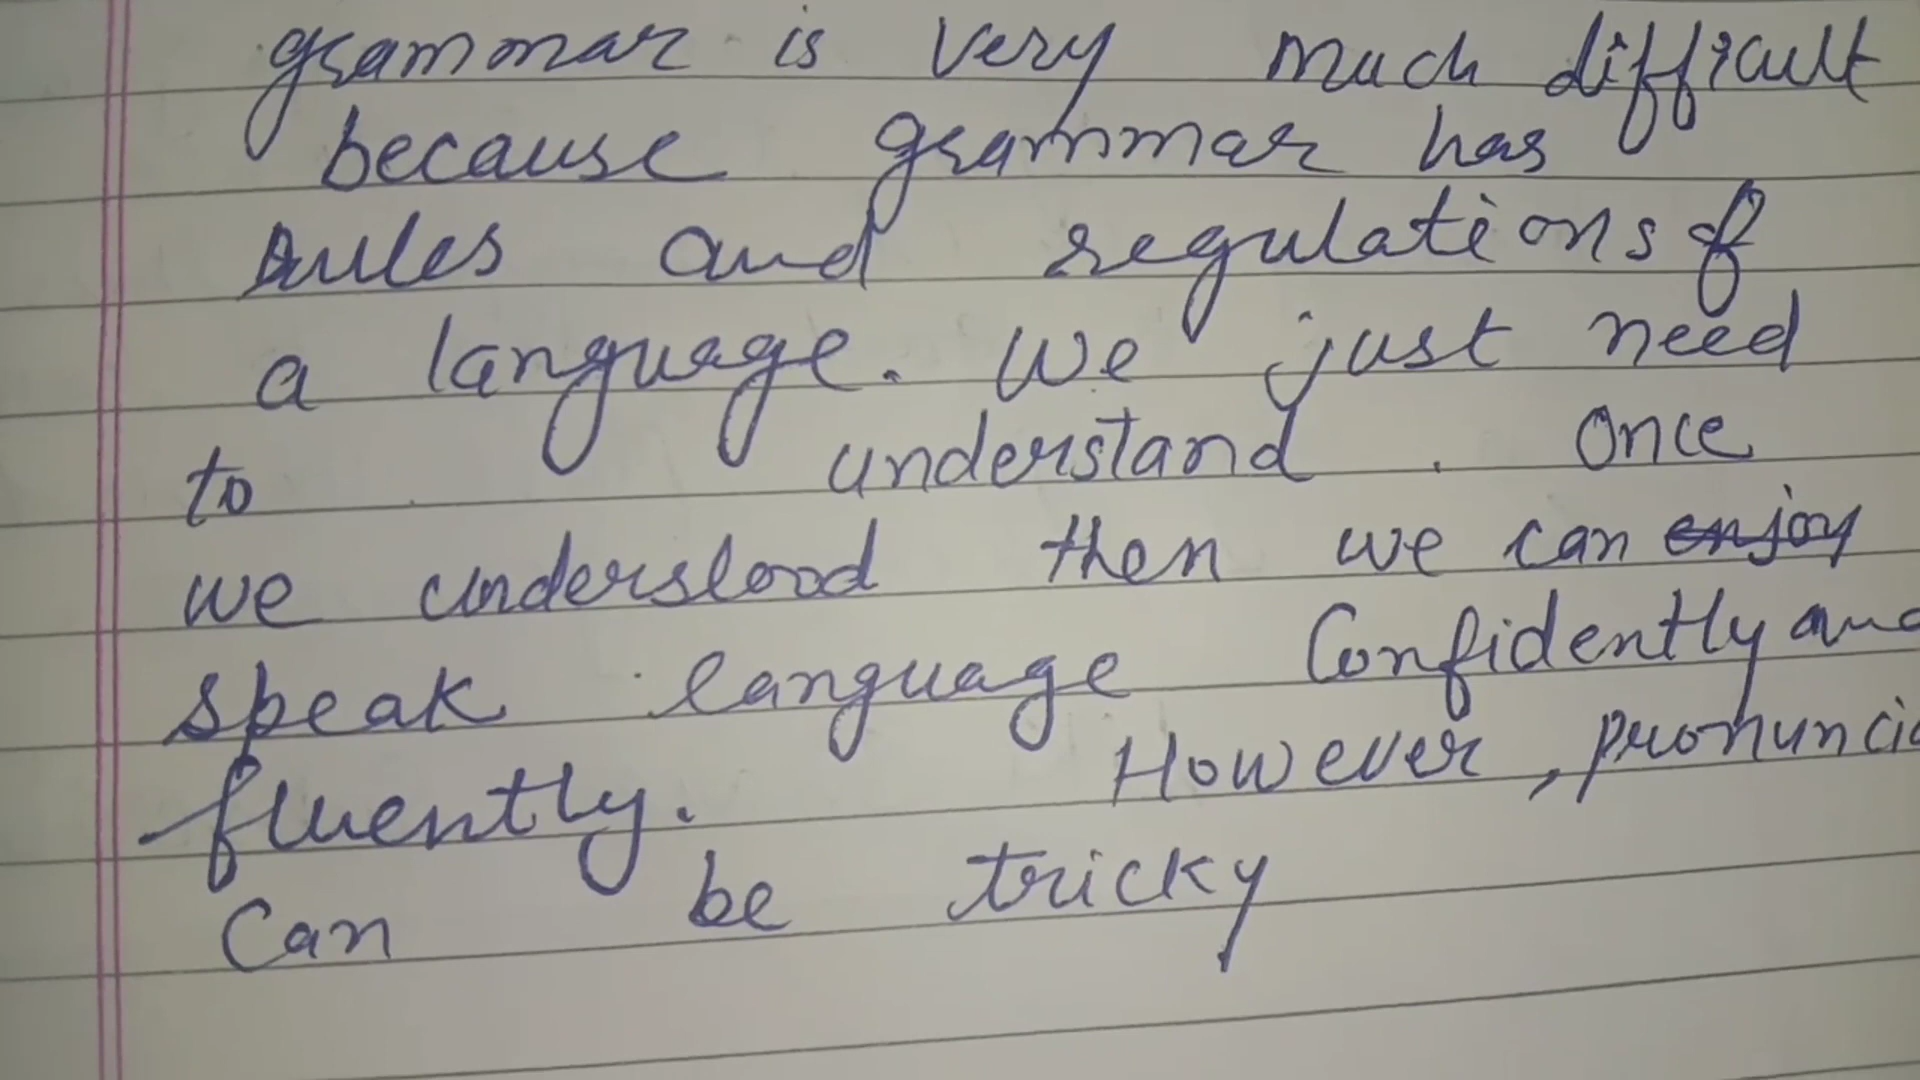 grammar is very much difficult
because grammar has
rules and regulations of
a language. We just need
to understand. Once
we understood then we can enjoy
speak language Confidently and
fluently. However, pronuncia
Can be tricky